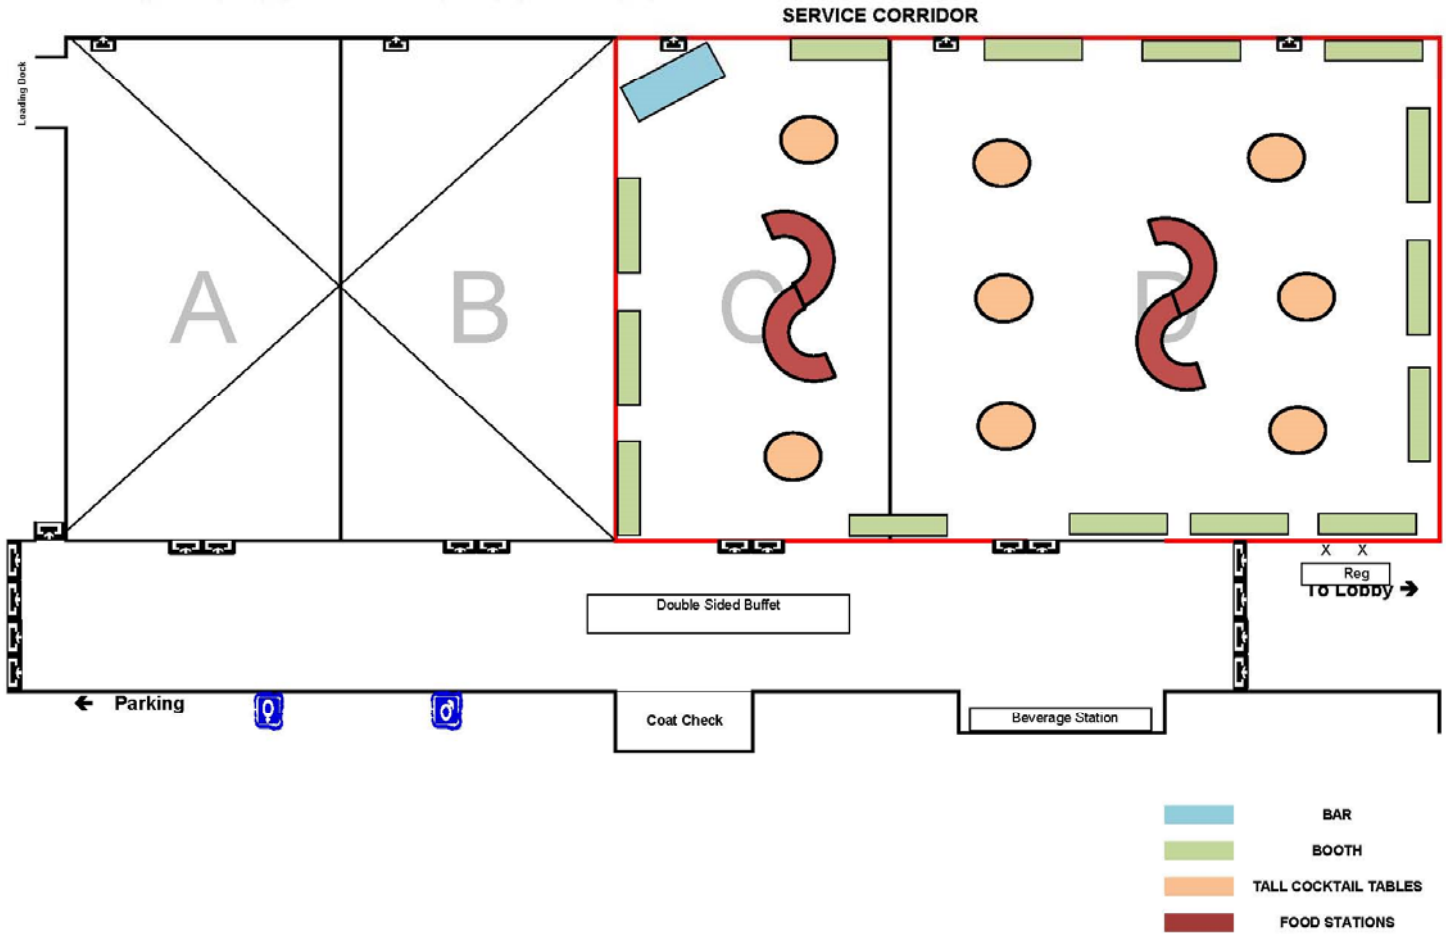 SERVICE CORRIDOR
Loading Dock
A
B
C
D
X X
Reg
To Lobby
Double Sided Buffet
Parking
Coat Check
Beverage Station
BAR
BOOTH
TALL COCKTAIL TABLES
FOOD STATIONS